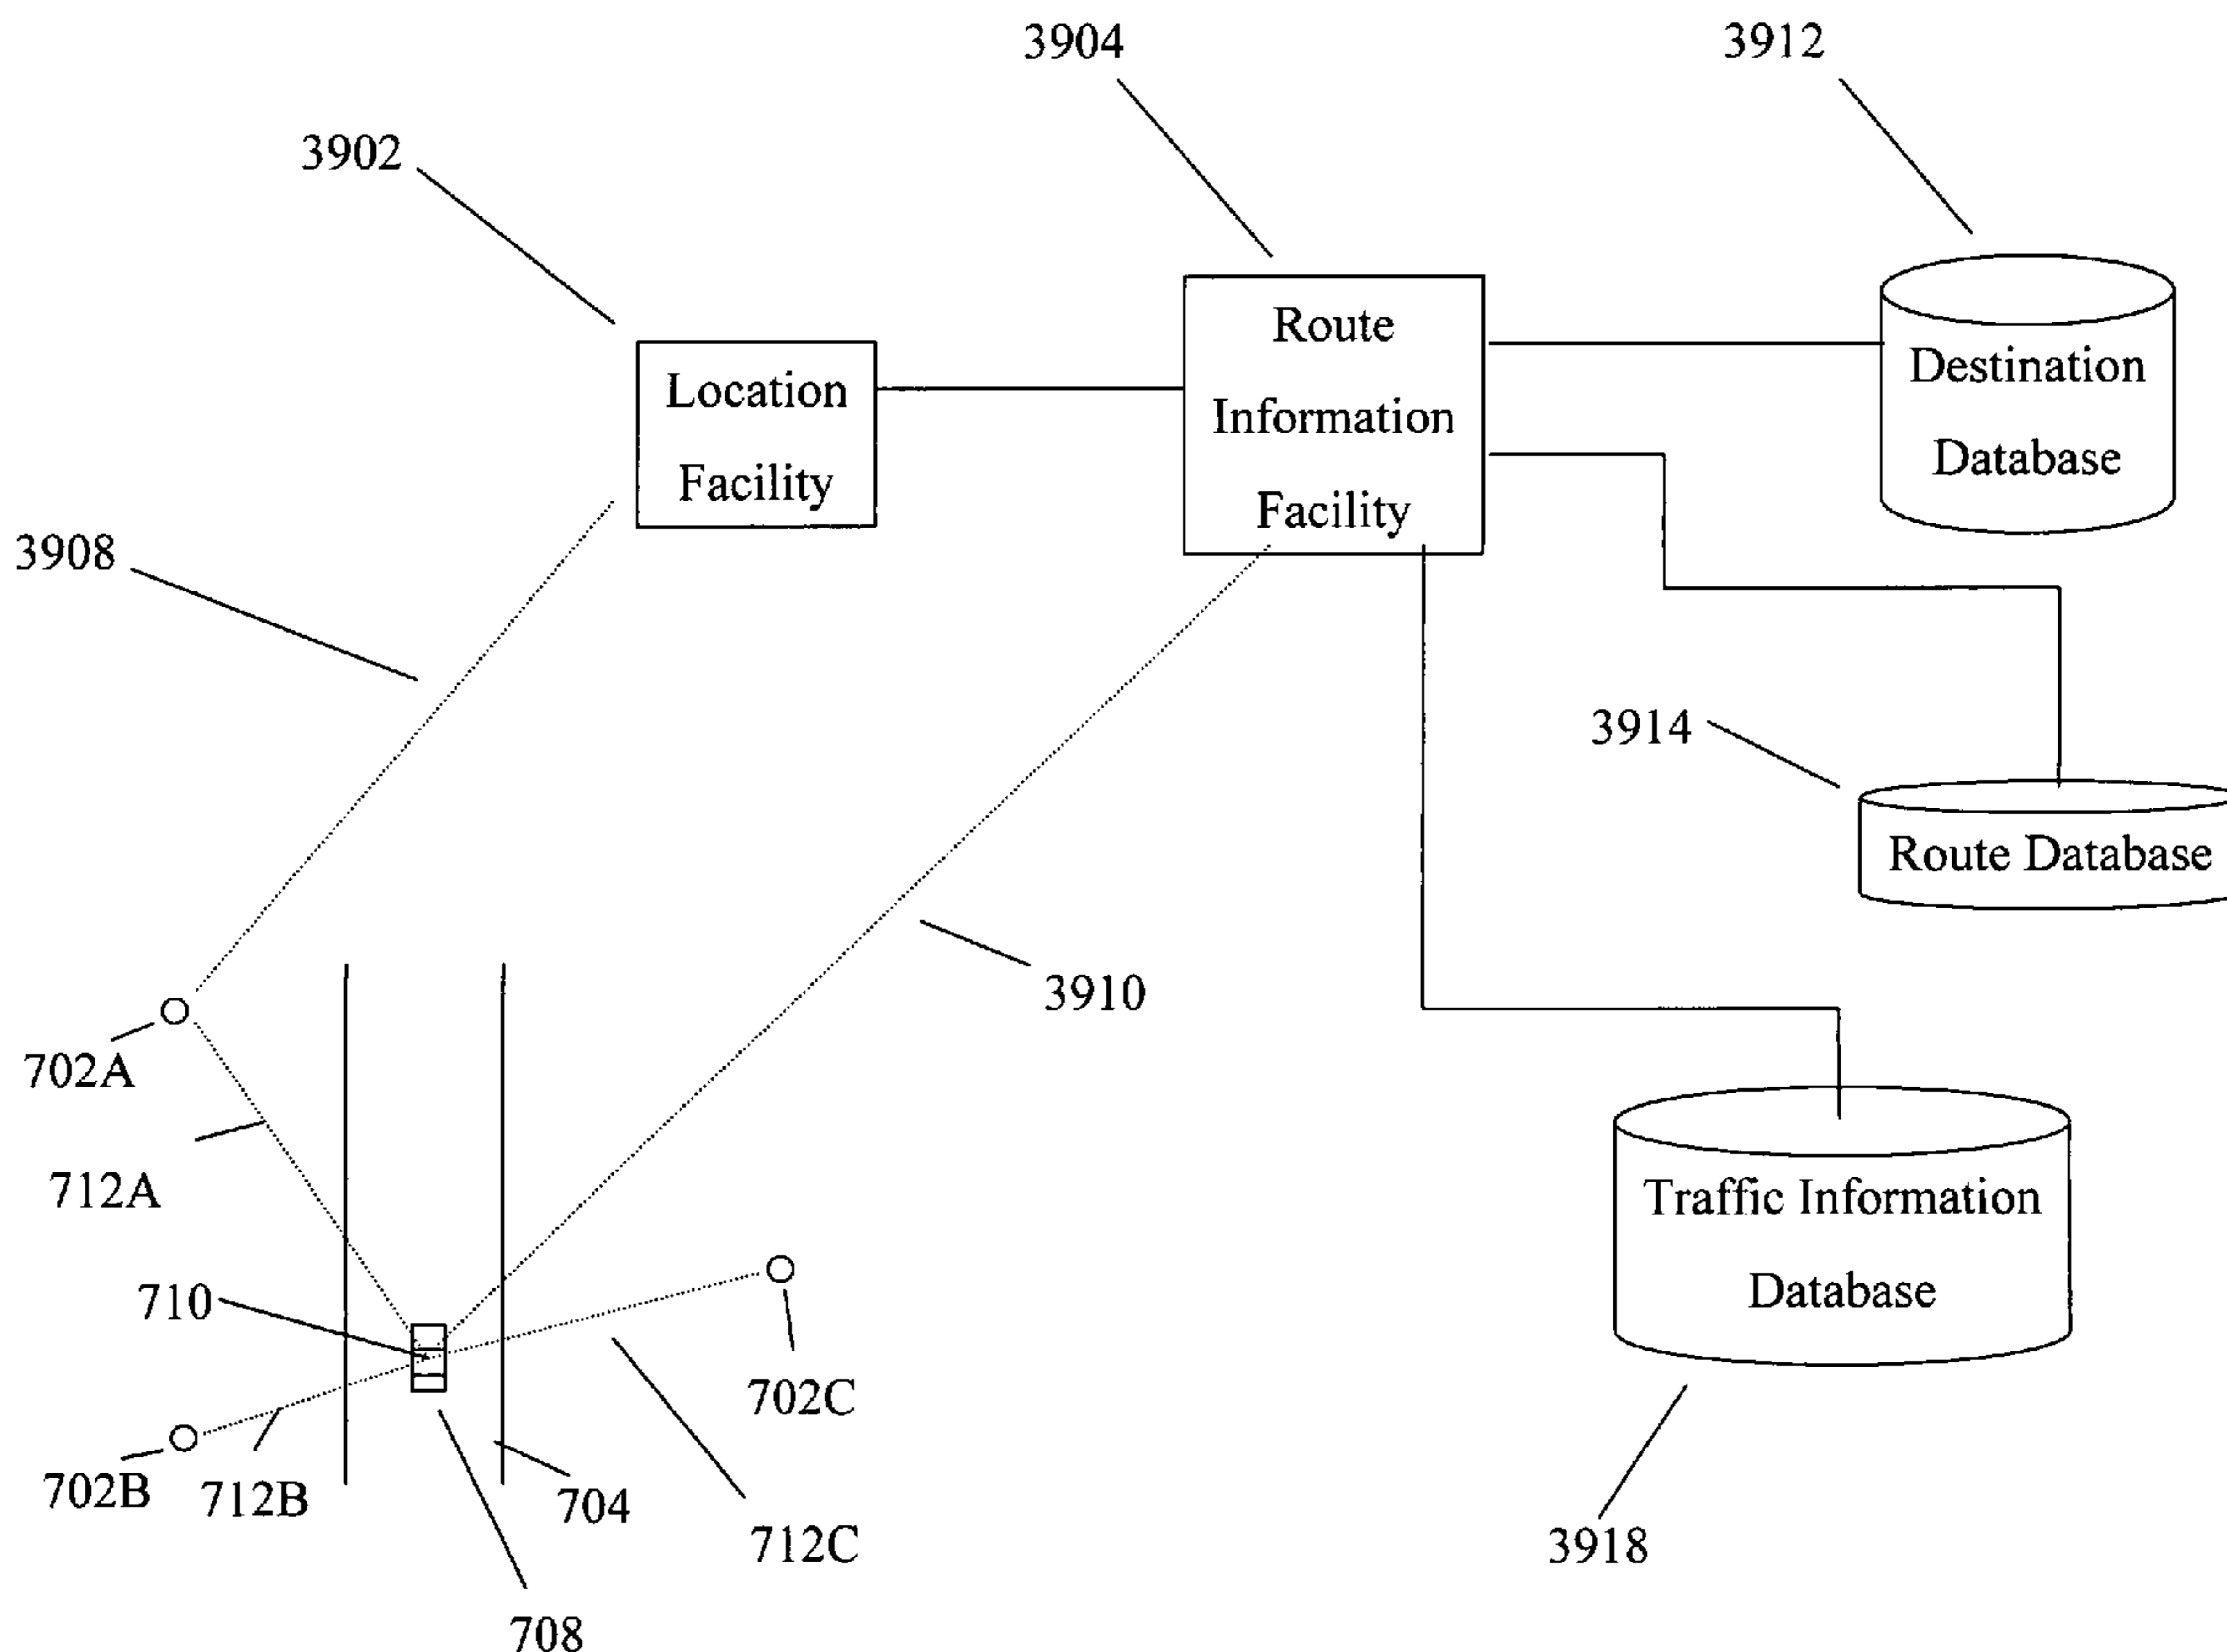 3904
3912
3902
Route
Information
Facility
Location
Facility
Destination
Database
3908
3914
Route Database
3910
702A
712A
Traffic Information
Database
710
702C
702B
712B
704
712C
3918
708